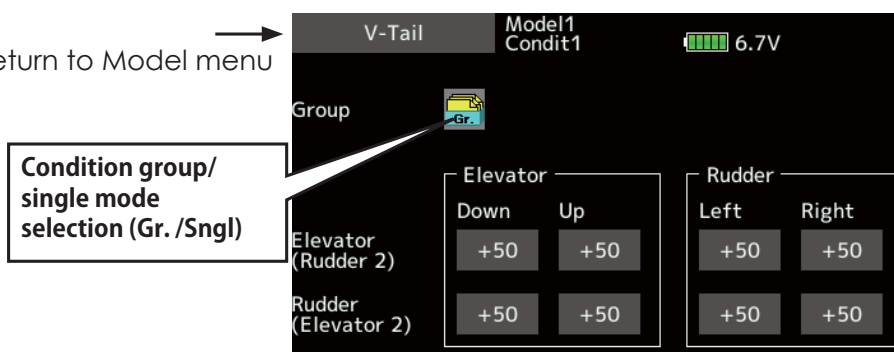 V-Tail
Model1
Condit1
6.7V
eturn to Model menu
Group
Gr.
Condition group/
single mode
selection (Gr. /Sngl)
Elevator
Rudder
Down Up Left Right
Elevator
(Rudder 2)
+50 +50 +50 +50
Rudder
(Elevator 2)
+50 +50 +50 +50